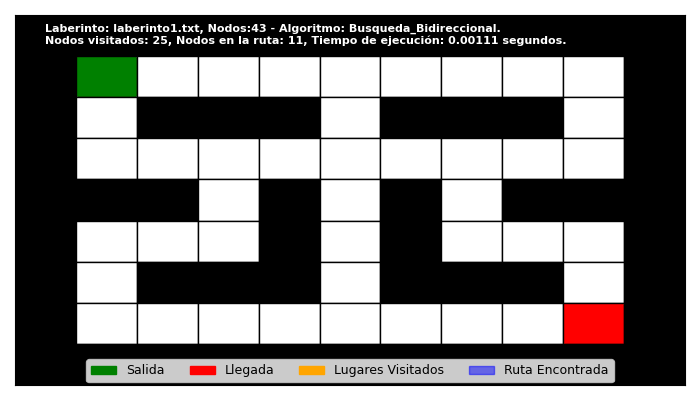 Laberinto: laberinto1.txt, Nodos:43 - Algoritmo: Busqueda_Bidireccional.
Nodos visitados: 25, Nodos en la ruta: 11, Tiempo de ejecución: 0.00111 segundos.
Salida Llegada Lugares Visitados Ruta Encontrada